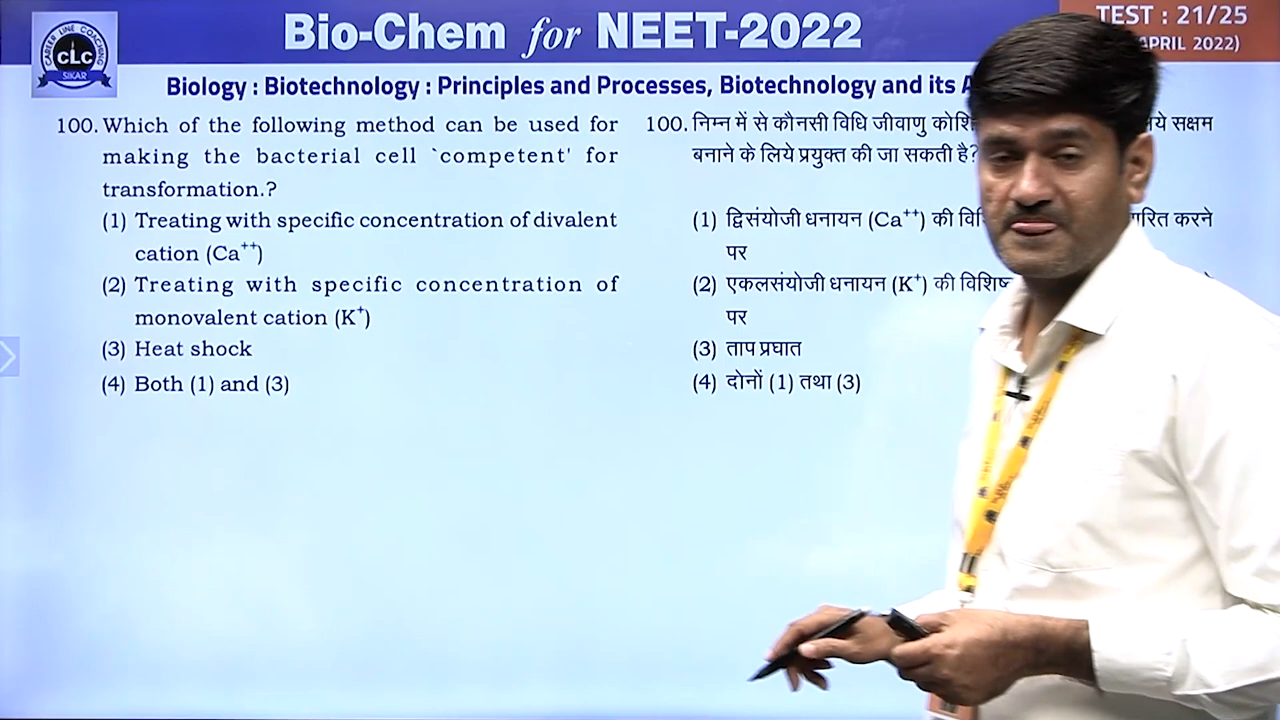 CAREER LINE COACHING
CLC
SIKAR
Bio-Chem for NEET-2022
TEST : 21/25
APRIL 2022)
Biology : Biotechnology : Principles and Processes, Biotechnology and its
100. Which of the following method can be used for
making the bacterial cell `competent' for
transformation.?
(1) Treating with specific concentration of divalent
cation (Ca⁺⁺)
(2) Treating with specific concentration of
monovalent cation (K⁺)
(3) Heat shock
(4) Both (1) and (3)
100. निम्न में से कौनसी विधि जीवाणु सक्षम
बनाने के लिये प्रयुक्त की जा सकती है?
(1) द्विसंयोजी धनायन (Ca⁺⁺) की करने
पर
(2) एकलसंयोजी धनायन (K⁺) की
पर
(3) ताप प्रघात
(4) दोनों (1) तथा (3)